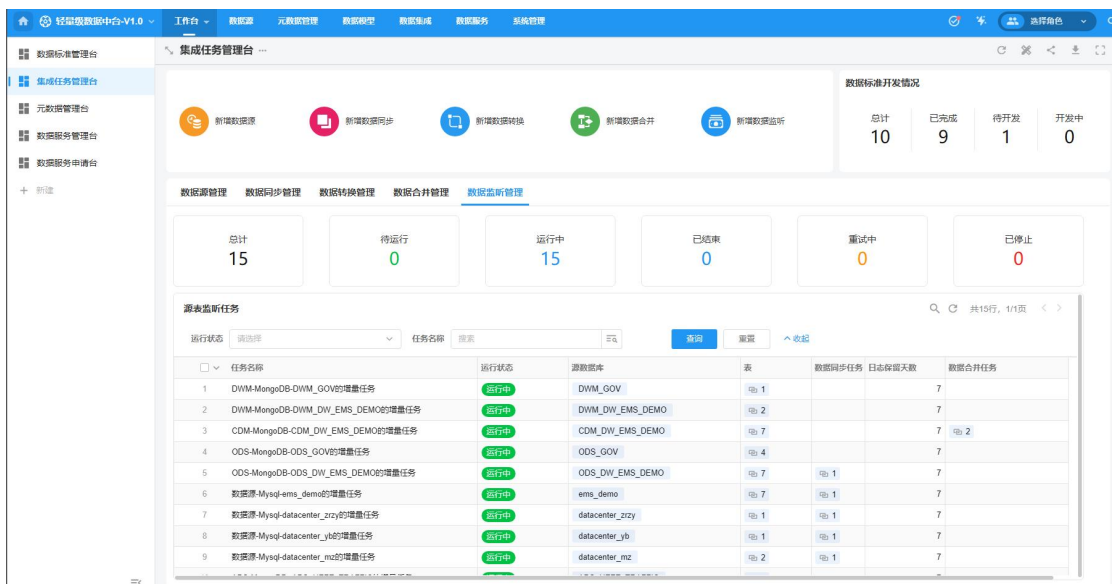 轻量级数据中台-V1.0 工作台 数据源 元数据管理 数据模型 数据集成 数据服务 系统管理 选择角色
数据标准管理台
集成任务管理台
元数据管理台
数据服务管理台
数据服务申请台
+ 新建
集成任务管理台 ...
新增数据源 新增数据同步 新增数据转换 新增数据合并 新增数据监听
数据标准开发情况
总计 已完成 待开发 开发中
10 9 1 0
数据源管理 数据同步管理 数据转换管理 数据合并管理 数据监听管理
总计 待运行 运行中 已结束 重试中 已停止
15 0 15 0 0 0
源表监听任务 共15行, 1/1页
运行状态 请选择 任务名称 搜索 查询 重置 收起
任务名称 运行状态 源数据库 表 数据同步任务 日志保留天数 数据合并任务
1 DWM-MongoDB-DWM_GOV的增量任务 运行中 DWM_GOV 1 7
2 DWM-MongoDB-DWM_DW_EMS_DEMO的增量任务 运行中 DWM_DW_EMS_DEMO 2 7
3 CDM-MongoDB-CDM_DW_EMS_DEMO的增量任务 运行中 CDM_DW_EMS_DEMO 7 7 2
4 ODS-MongoDB-ODS_GOV的增量任务 运行中 ODS_GOV 4 7
5 ODS-MongoDB-ODS_DW_EMS_DEMO的增量任务 运行中 ODS_DW_EMS_DEMO 7 1 7
6 数据源-Mysql-ems_demo的增量任务 运行中 ems_demo 7 1 7
7 数据源-Mysql-datacenter_zrzy的增量任务 运行中 datacenter_zrzy 1 1 7
8 数据源-Mysql-datacenter_yb的增量任务 运行中 datacenter_yb 1 1 7
9 数据源-Mysql-datacenter_mz的增量任务 运行中 datacenter_mz 2 1 7